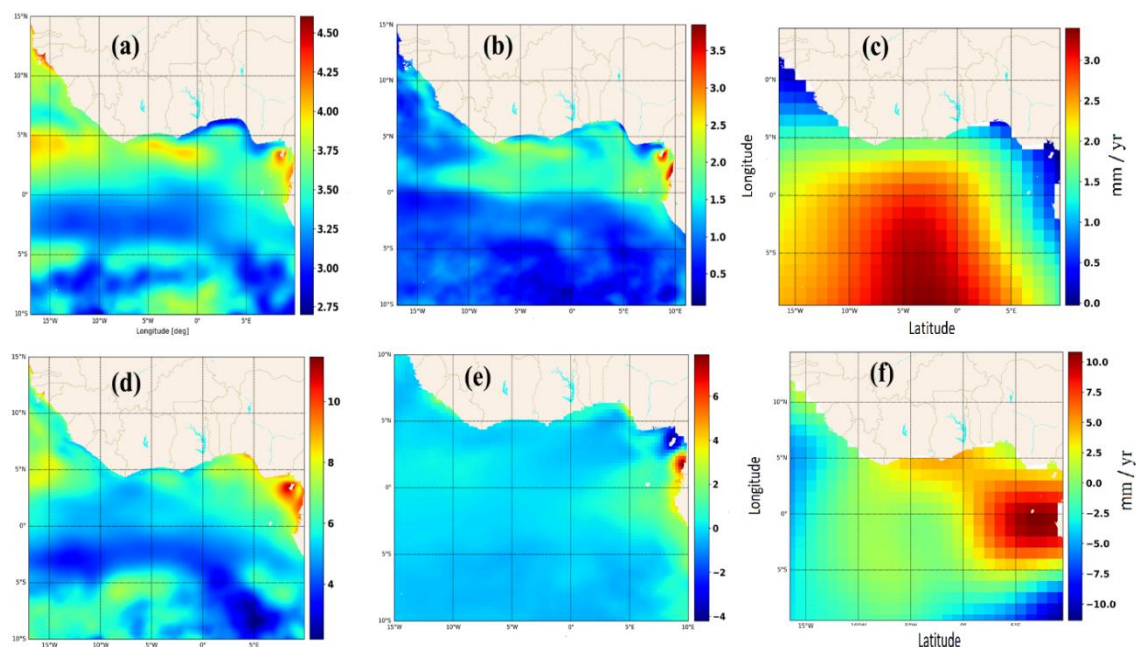 (a)
15°N
10°N
5°N
0°
5°S
10°S
15°W 10°W 5°W 0° 5°E
Longitude [deg]
4.50
4.25
4.00
3.75
3.50
3.25
3.00
2.75
(b)
15°N
10°N
5°N
0°
5°S
10°S
15°W 10°W 5°W 0° 5°E
3.5
3.0
2.5
2.0
1.5
1.0
0.5
(c)
Longitude
0°N
5°N
0°
5°S
15°W 10°W 5°W 0° 5°E
Latitude
3.0
2.5
2.0
1.5
1.0
0.5
0.0
mm / yr
(d)
15°N
10°N
5°N
0°
5°S
10°S
15°W 10°W 5°W 0° 5°E
10
8
6
4
(e)
10°N
5°N
0°
5°S
10°S
15°W 10°W 5°W 0° 5°E 10°E
6
4
2
0
−2
−4
(f)
Longitude
10°N
5°N
0°
5°S
15°W
Latitude
10.0
7.5
5.0
2.5
0.0
−2.5
−5.0
−7.5
−10.0
mm / yr